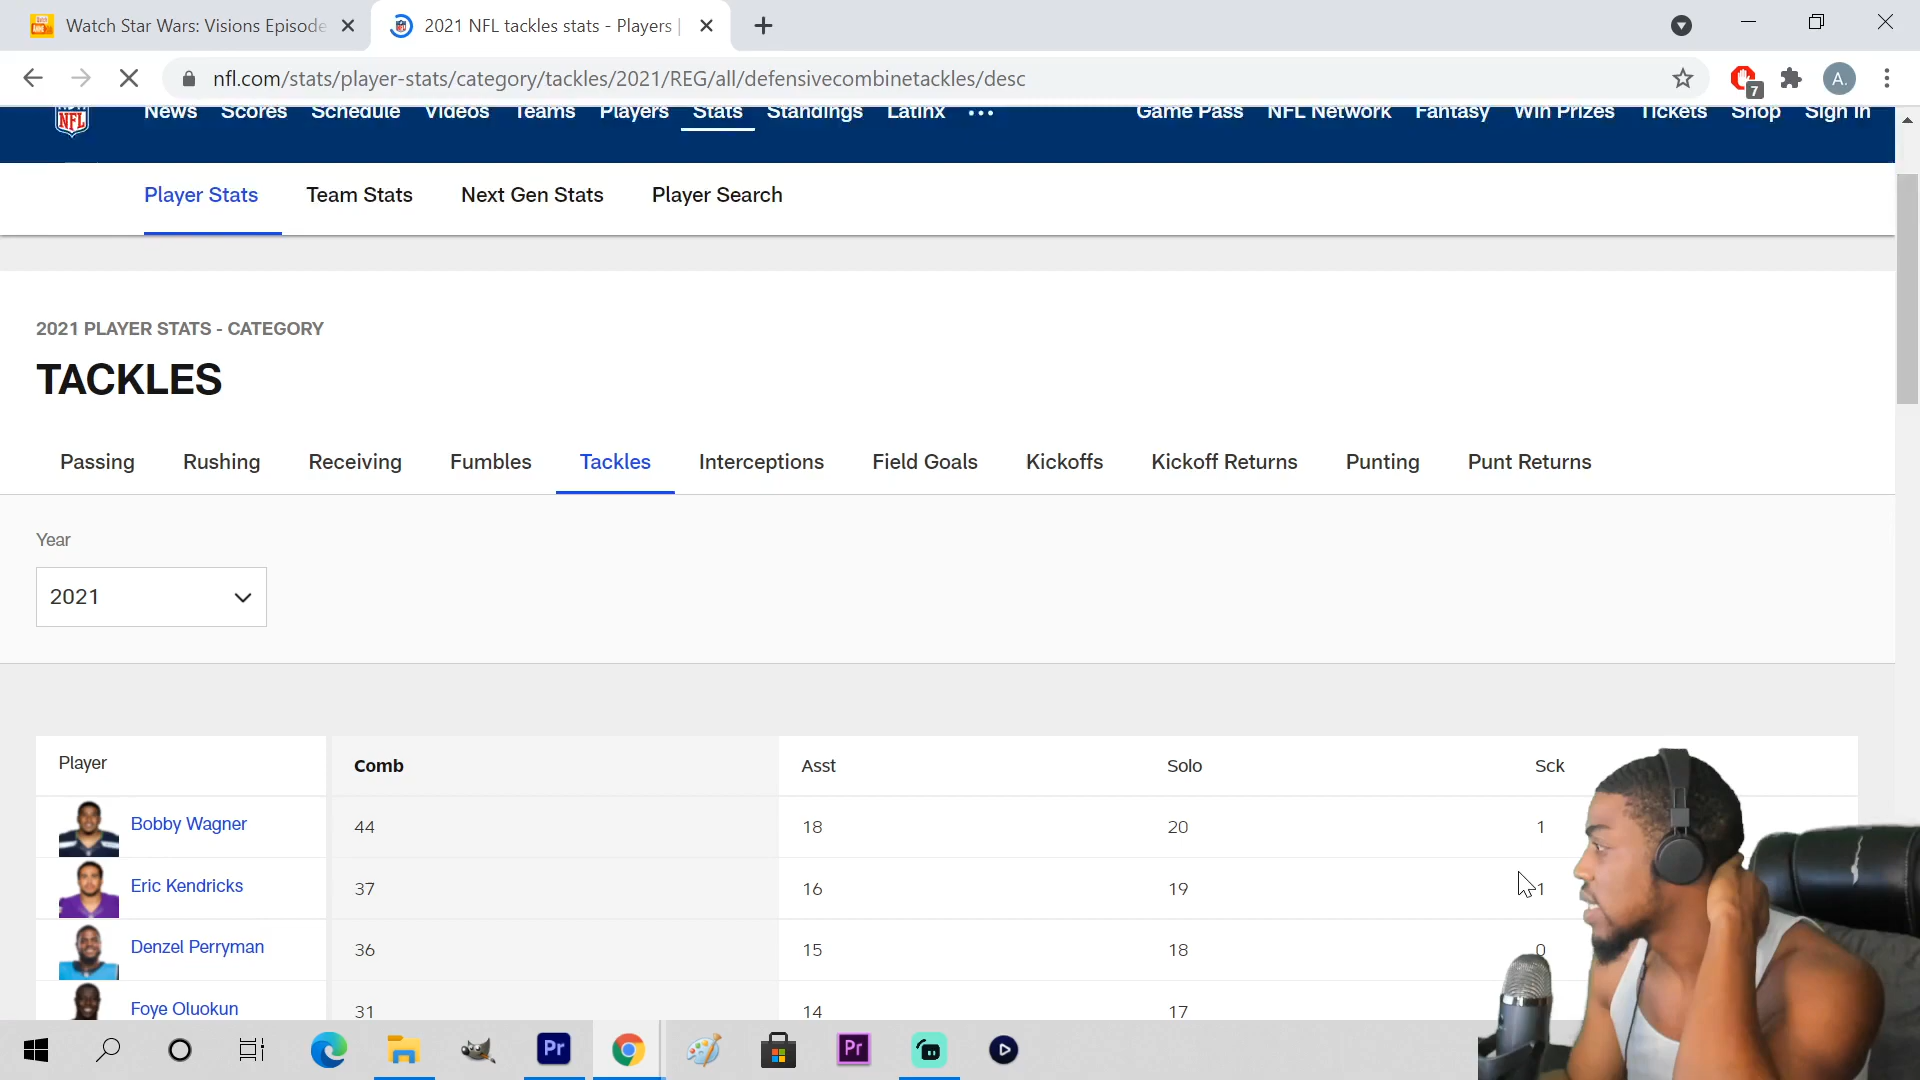 Watch Star Wars: Visions Episode
2021 NFL tackles stats - Players |
nfl.com/stats/player-stats/category/tackles/2021/REG/all/defensivecombinetackles/desc
7
A.
NFL
News Scores Schedule Videos Teams Players Stats Standings Latinx ... Game Pass NFL Network Fantasy Win Prizes Tickets Shop Sign In
Player Stats Team Stats Next Gen Stats Player Search
2021 PLAYER STATS - CATEGORY
TACKLES
Passing Rushing Receiving Fumbles Tackles Interceptions Field Goals Kickoffs Kickoff Returns Punting Punt Returns
Year
2021
Player Comb Asst Solo Sck
Bobby Wagner 44 18 20 1
Eric Kendricks 37 16 19 1
Denzel Perryman 36 15 18 0
Foye Oluokun 31 14 17
Pr Pr